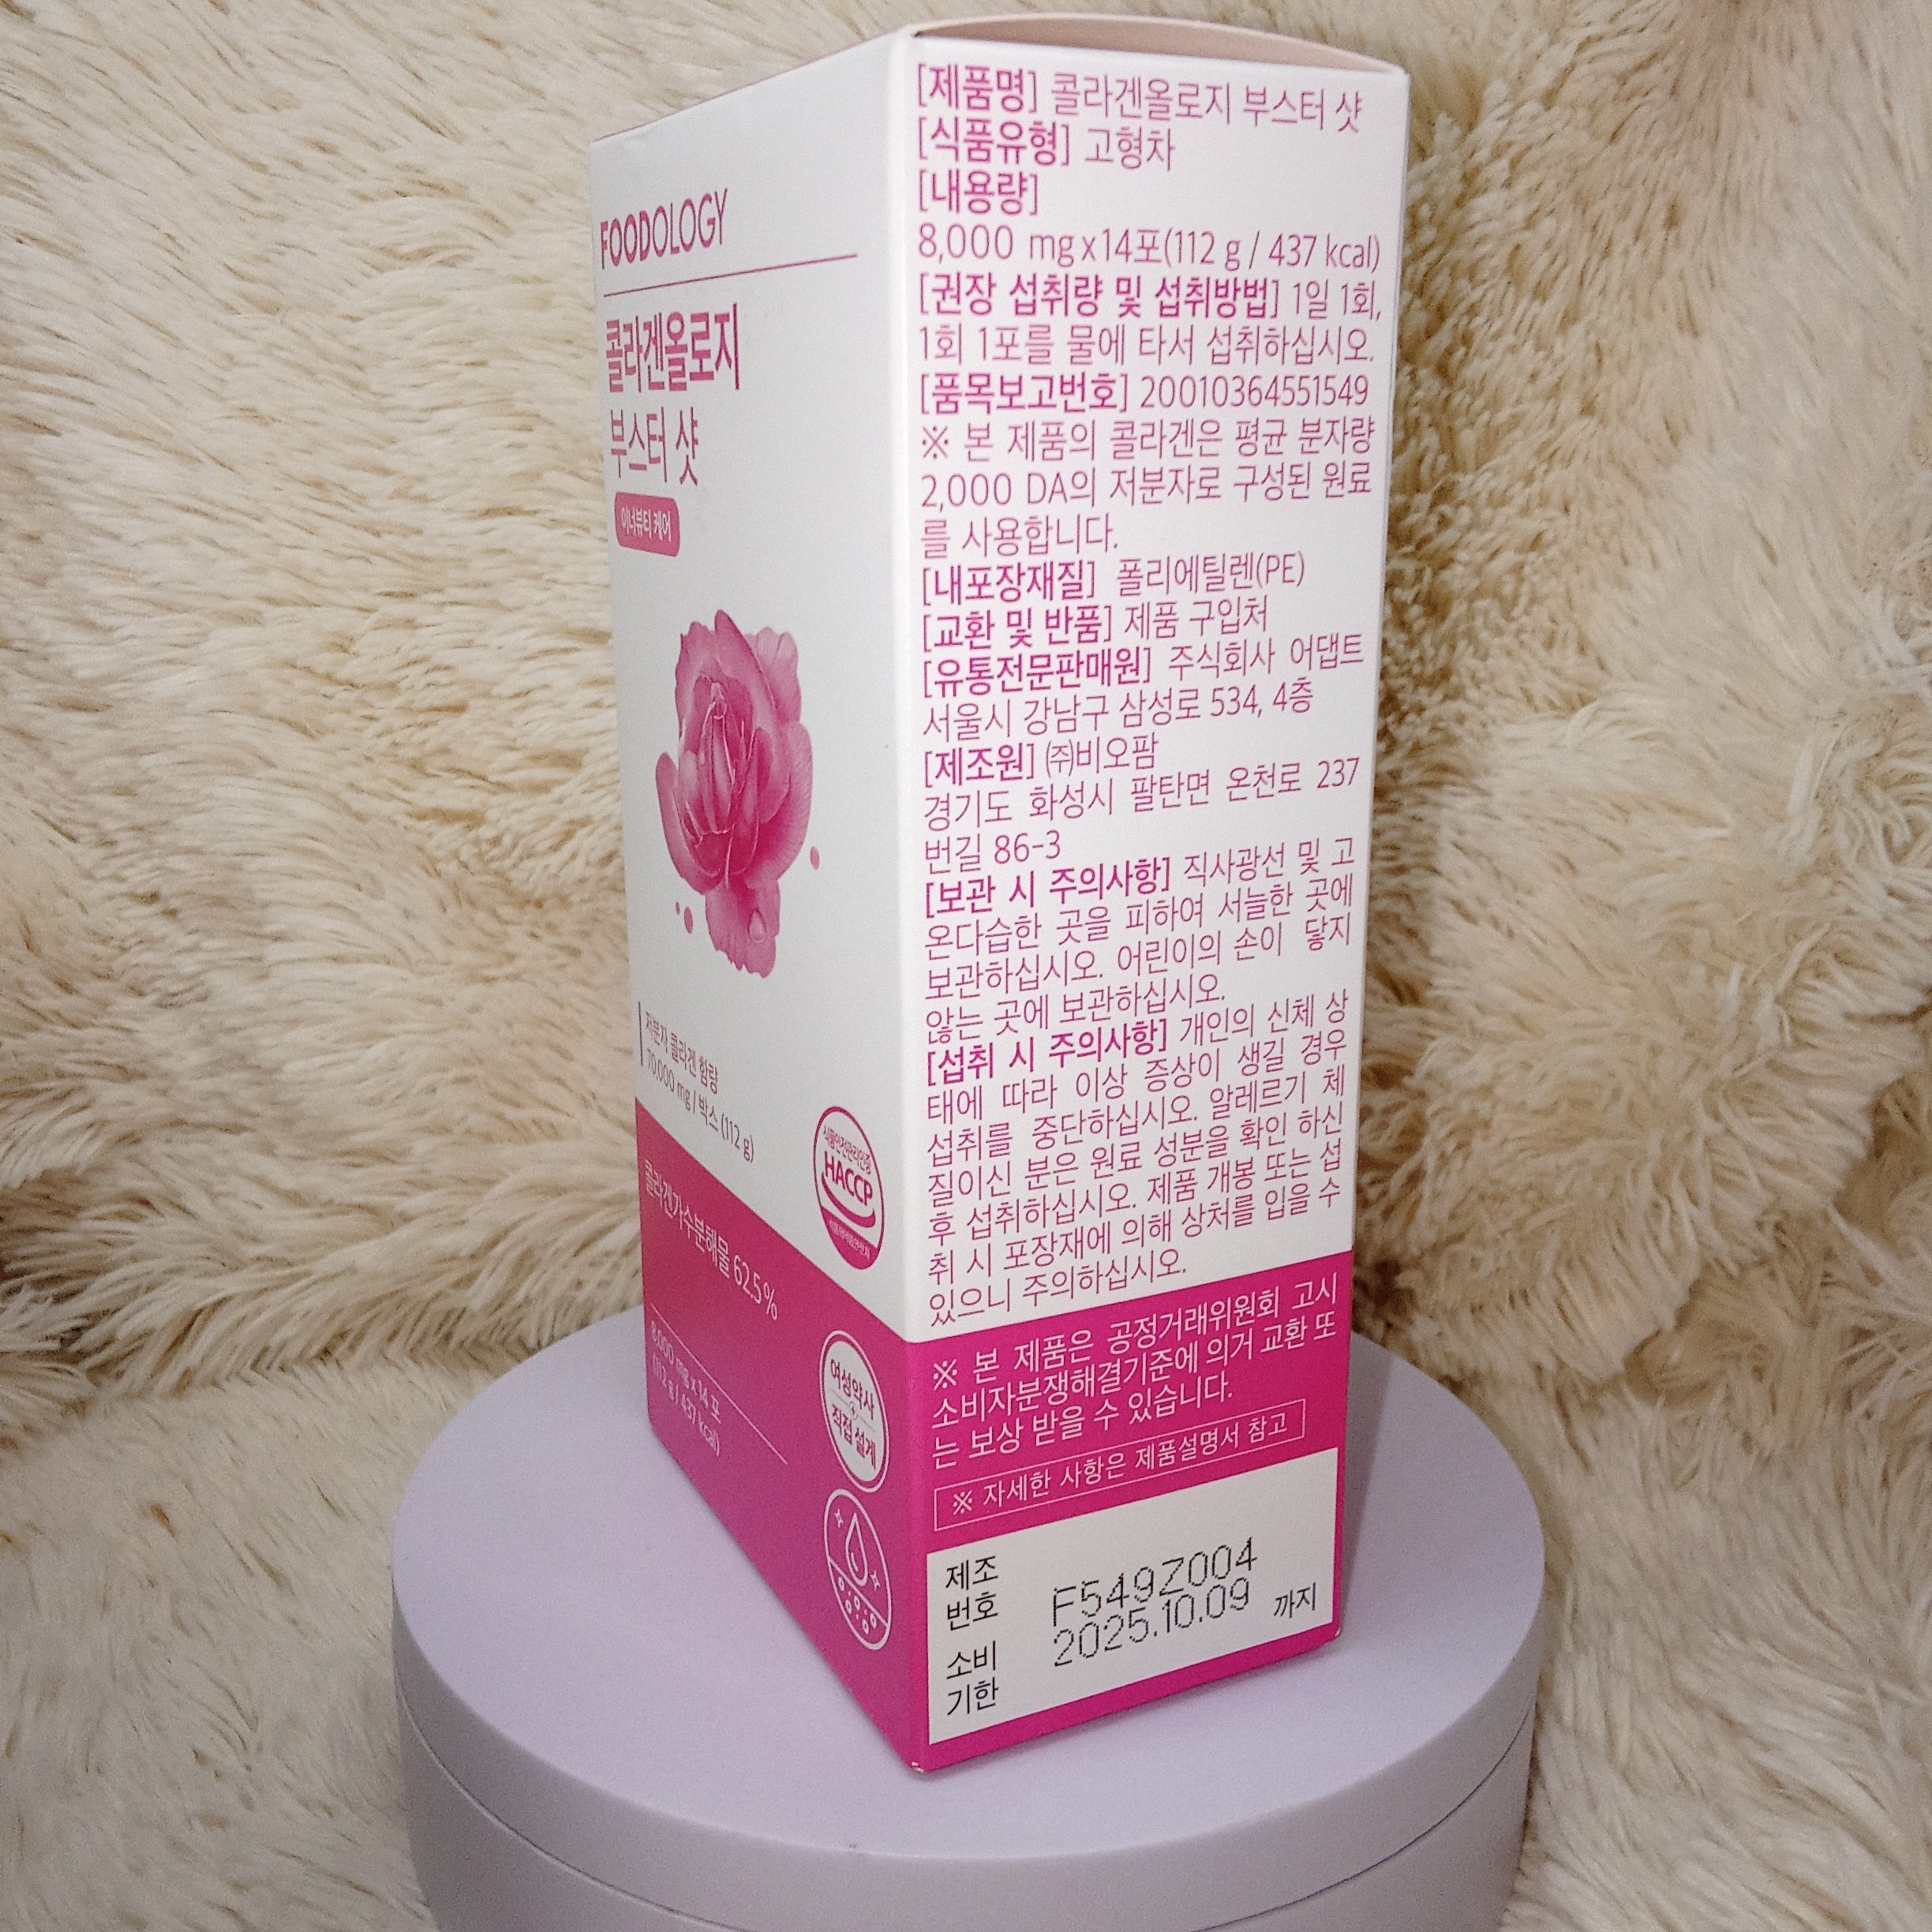 FOODOLOGY
콜라겐올로지
부스터 샷
이너뷰티 케어
저분자 콜라겐 함량
70,000 mg / 박스 (112 g)
식품안전관리인증
HACCP
콜라겐가수분해물 62.5 %
8,000 mg x 14 포
(112 g / 437 kcal)
여성약사
직접 설계
[제품명] 콜라겐올로지 부스터 샷
[식품유형] 고형차
[내용량]
8,000 mg x 14포(112 g / 437 kcal)
[권장 섭취량 및 섭취방법] 1일 1회,
1회 1포를 물에 타서 섭취하십시오.
[품목보고번호] 20010364551549
※ 본 제품의 콜라겐은 평균 분자량
2,000 DA의 저분자로 구성된 원료
를 사용합니다.
[내포장재질] 폴리에틸렌(PE)
[교환 및 반품] 제품 구입처
[유통전문판매원] 주식회사 어댑트
서울시 강남구 삼성로 534, 4층
[제조원] ㈜비오팜
경기도 화성시 팔탄면 온천로 237
번길 86-3
[보관 시 주의사항] 직사광선 및 고
온다습한 곳을 피하여 서늘한 곳에
보관하십시오. 어린이의 손이 닿지
않는 곳에 보관하십시오.
[섭취 시 주의사항] 개인의 신체 상
태에 따라 이상 증상이 생길 경우
섭취를 중단하십시오. 알레르기 체
질이신 분은 원료 성분을 확인 하신
후 섭취하십시오. 제품 개봉 또는 섭
취 시 포장재에 의해 상처를 입을 수
있으니 주의하십시오.
※ 본 제품은 공정거래위원회 고시
소비자분쟁해결기준에 의거 교환 또
는 보상 받을 수 있습니다.
※ 자세한 사항은 제품설명서 참고
제조
번호 F549Z004
소비
기한 2025.10.09 까지